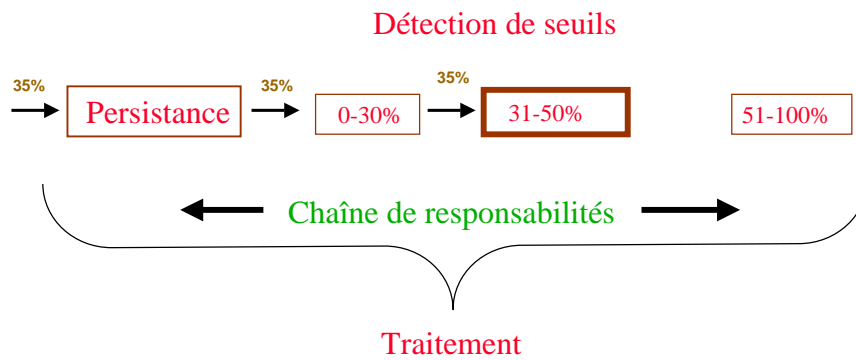 Détection de seuils
35%
35%
35%
Persistance
0-30%
31-50%
51-100%
Chaîne de responsabilités
Traitement